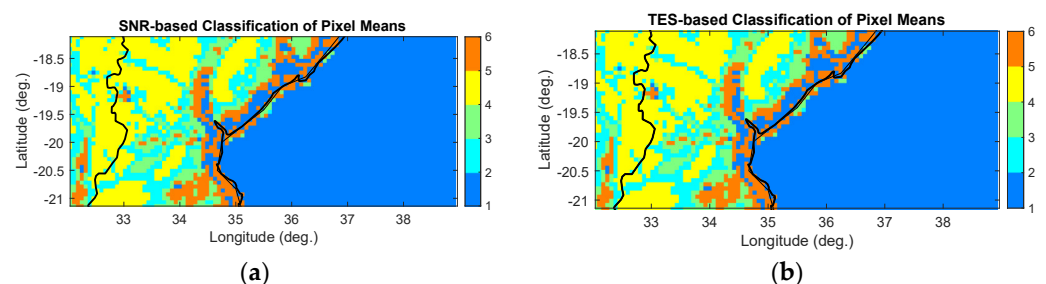 SNR-based Classification of Pixel Means
-18.5
-19
-19.5
-20
-20.5
-21
Latitude (deg.)
33 34 35 36 37 38
Longitude (deg.)
6
5
4
3
2
1
(a)
TES-based Classification of Pixel Means
-18.5
-19
-19.5
-20
-20.5
-21
Latitude (deg.)
33 34 35 36 37 38
Longitude (deg.)
6
5
4
3
2
1
(b)